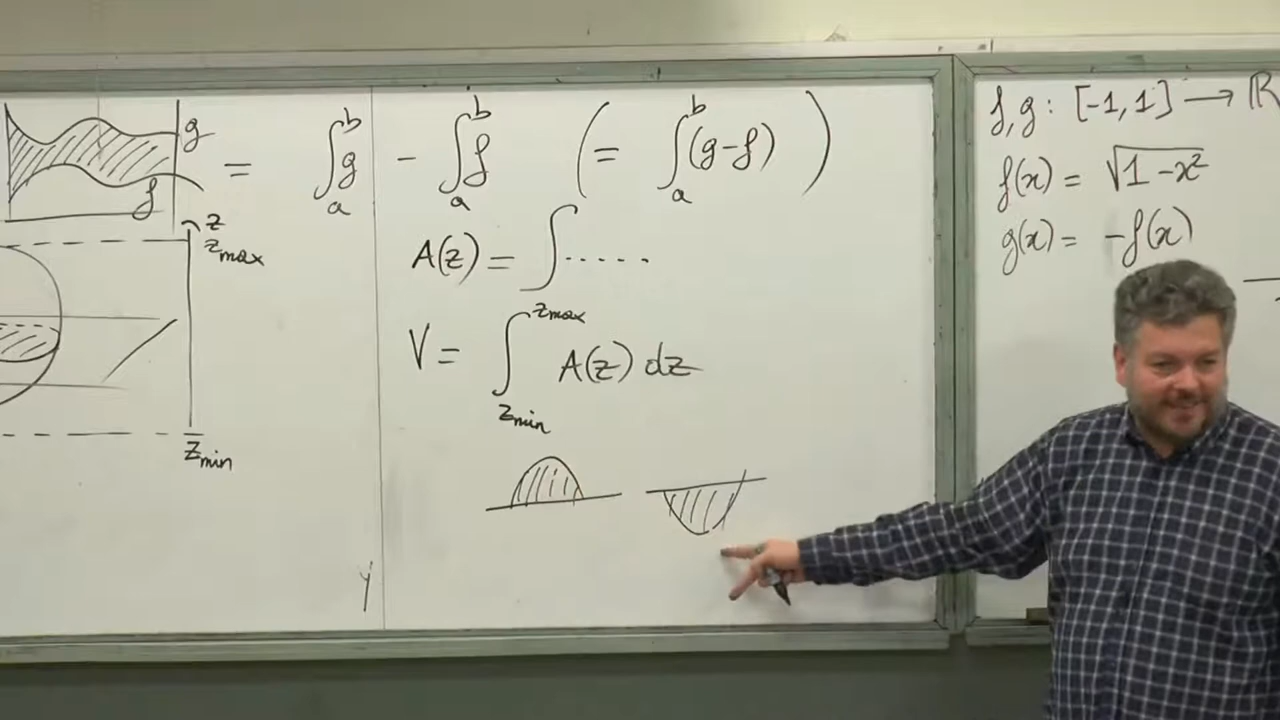 g
f
= ∫_a^b g - ∫_a^b f (= ∫_a^b (g-f))
z
z_max
z_min
A(z) = ∫.....
V = ∫_{z_min}^{z_max} A(z) dz
f,g : [-1,1] → ℝ
f(x) = √(1-x²)
g(x) = -f(x)